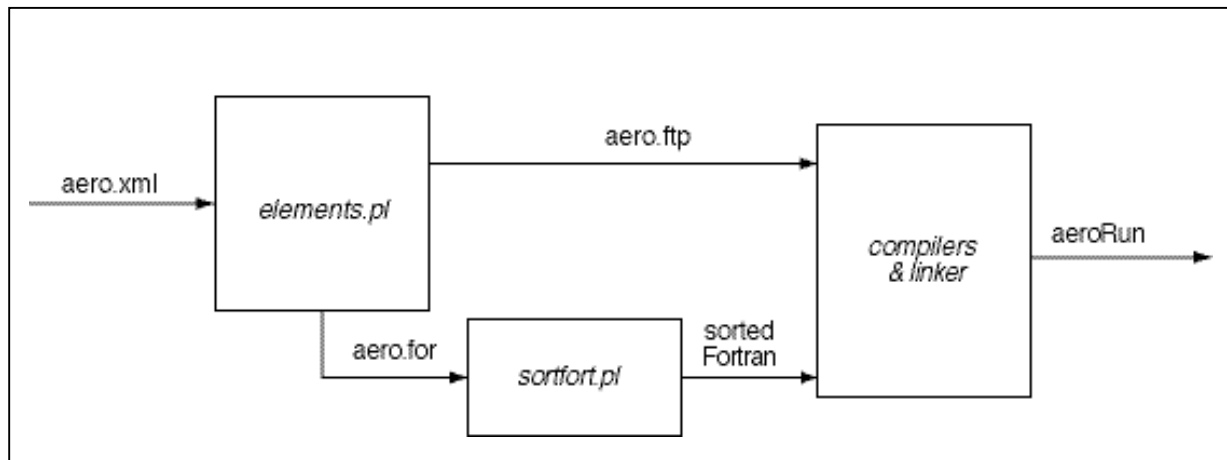 aero.xml
elements.pl
aero.ftp
aero.for
sortfort.pl
sorted
Fortran
compilers
& linker
aeroRun